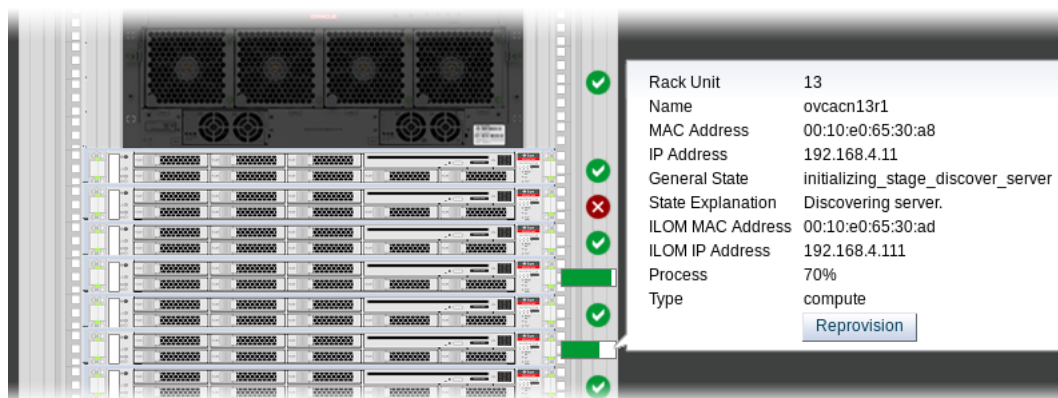 Rack Unit 13
Name ovcacn13r1
MAC Address 00:10:e0:65:30:a8
IP Address 192.168.4.11
General State initializing_stage_discover_server
State Explanation Discovering server.
ILOM MAC Address 00:10:e0:65:30:ad
ILOM IP Address 192.168.4.111
Process 70%
Type compute
Reprovision